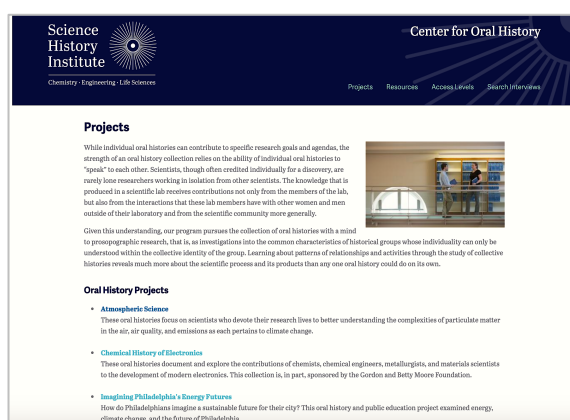 Science
History
Institute
Chemistry · Engineering · Life Sciences
Center for Oral History
Projects Resources Access Levels Search Interviews
Projects
While individual oral histories can contribute to specific research goals and agendas, the
strength of an oral history collection relies on the ability of individual oral histories to
"speak" to each other. Scientists, though often credited individually for a discovery, are
rarely lone researchers working in isolation from other scientists. The knowledge that is
produced in a scientific lab receives contributions not only from the members of the lab,
but also from the interactions that these lab members have with other women and men
outside of their laboratory and from the scientific community more generally.
Given this understanding, our program pursues the collection of oral histories with a mind
to prosopographic research, that is, as investigations into the common characteristics of historical groups whose individuality can only be
understood within the collective identity of the group. Learning about patterns of relationships and activities through the study of collective
histories reveals much more about the scientific process and its products than any one oral history could do on its own.
Oral History Projects
• Atmospheric Science
These oral histories focus on scientists who devote their research lives to better understanding the complexities of particulate matter
in the air, air quality, and emissions as each pertains to climate change.
• Chemical History of Electronics
These oral histories document and explore the contributions of chemists, chemical engineers, metallurgists, and materials scientists
to the development of modern electronics. This collection is, in part, sponsored by the Gordon and Betty Moore Foundation.
• Imagining Philadelphia's Energy Futures
How do Philadelphians imagine a sustainable future for their city? This oral history and public education project examined energy,
climate change, and the future of Philadelphia.